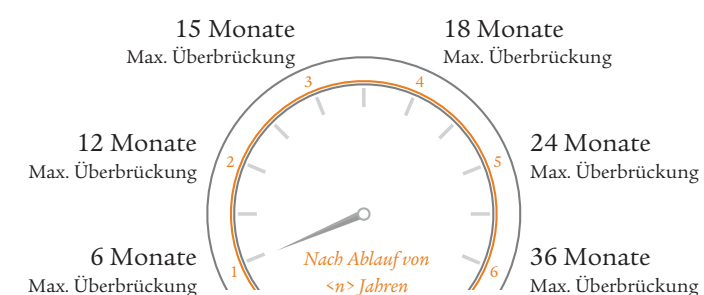 15 Monate
Max. Überbrückung
18 Monate
Max. Überbrückung
3
4
12 Monate
Max. Überbrückung
2
5
24 Monate
Max. Überbrückung
6 Monate
Max. Überbrückung
1
Nach Ablauf von
<n> Jahren
6
36 Monate
Max. Überbrückung